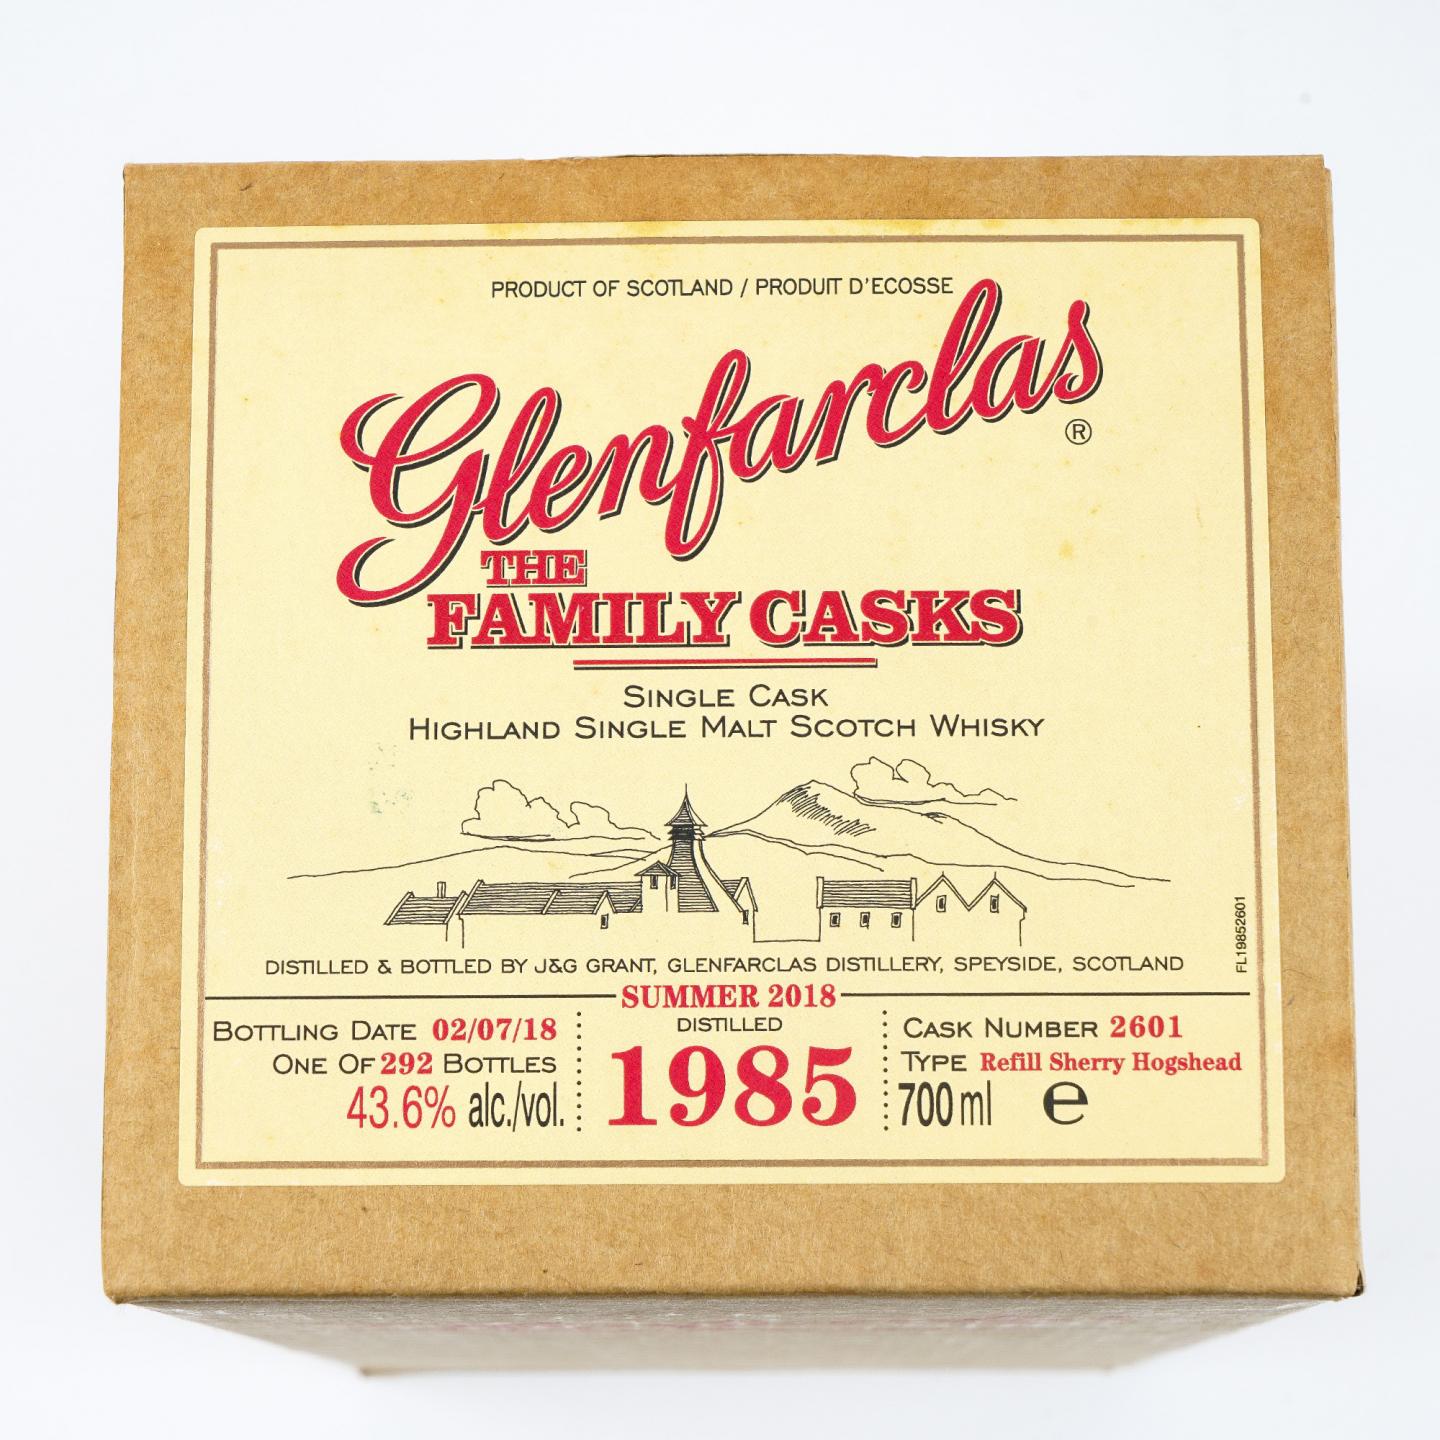 PRODUCT OF SCOTLAND / PRODUIT D'ECOSSE
Glenfarclas®
THE
FAMILY CASKS
SINGLE CASK
HIGHLAND SINGLE MALT SCOTCH WHISKY
DISTILLED & BOTTLED BY J&G GRANT, GLENFARCLAS DISTILLERY, SPEYSIDE, SCOTLAND
FL19852601
SUMMER 2018
BOTTLING DATE 02/07/18
ONE OF 292 BOTTLES
43.6% alc./vol.
DISTILLED
1985
CASK NUMBER 2601
TYPE Refill Sherry Hogshead
700 ml e